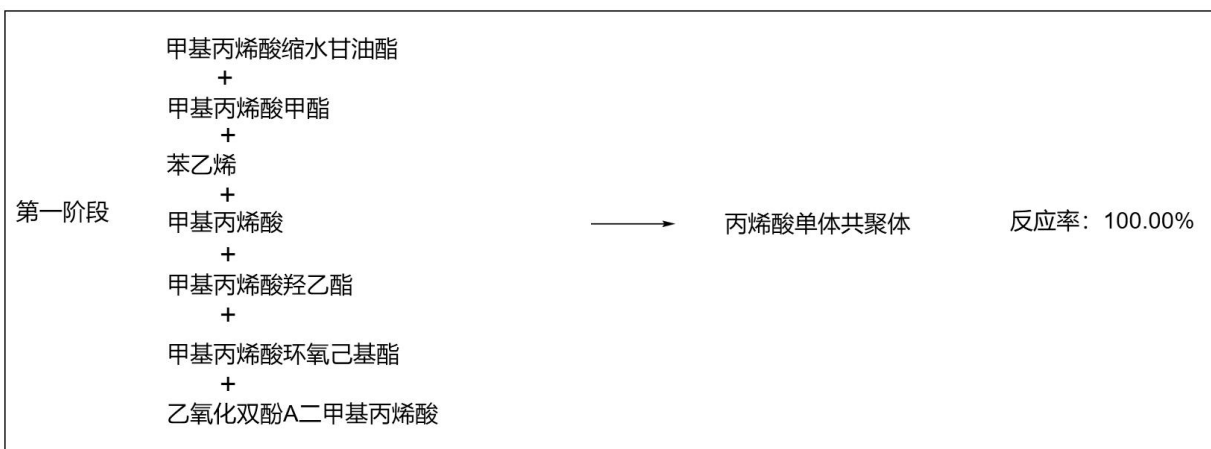 甲基丙烯酸缩水甘油酯
+
甲基丙烯酸甲酯
+
苯乙烯
+
第一阶段 甲基丙烯酸 丙烯酸单体共聚体 反应率：100.00%
+
甲基丙烯酸羟乙酯
+
甲基丙烯酸环氧己基酯
+
乙氧化双酚A二甲基丙烯酸